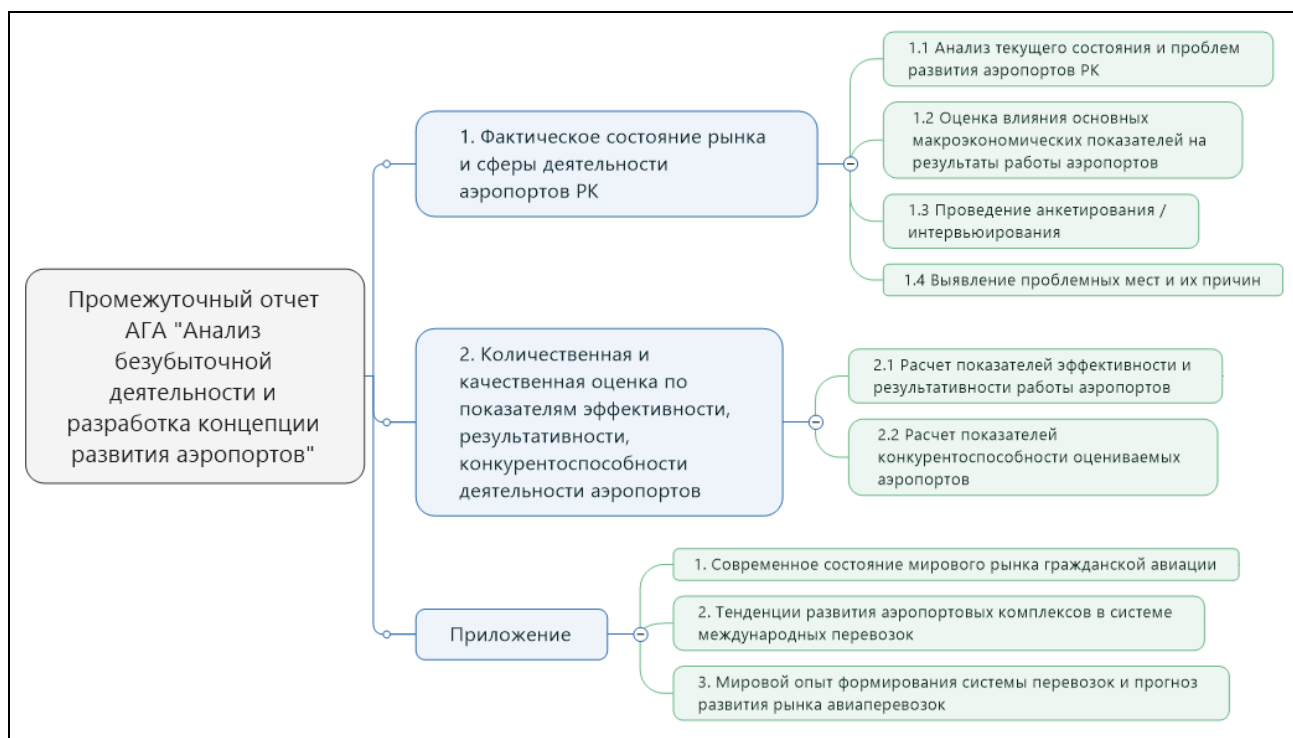 Промежуточный отчет
АГА "Анализ
безубыточной
деятельности и
разработка концепции
развития аэропортов"
1. Фактическое состояние рынка
и сферы деятельности
аэропортов РК
1.1 Анализ текущего состояния и проблем
развития аэропортов РК
1.2 Оценка влияния основных
макроэкономических показателей на
результаты работы аэропортов
1.3 Проведение анкетирования /
интервьюирования
1.4 Выявление проблемных мест и их причин
2. Количественная и
качественная оценка по
показателям эффективности,
результативности,
конкурентоспособности
деятельности аэропортов
2.1 Расчет показателей эффективности и
результативности работы аэропортов
2.2 Расчет показателей
конкурентоспособности оцениваемых
аэропортов
Приложение
1. Современное состояние мирового рынка гражданской авиации
2. Тенденции развития аэропортовых комплексов в системе
международных перевозок
3. Мировой опыт формирования системы перевозок и прогноз
развития рынка авиаперевозок